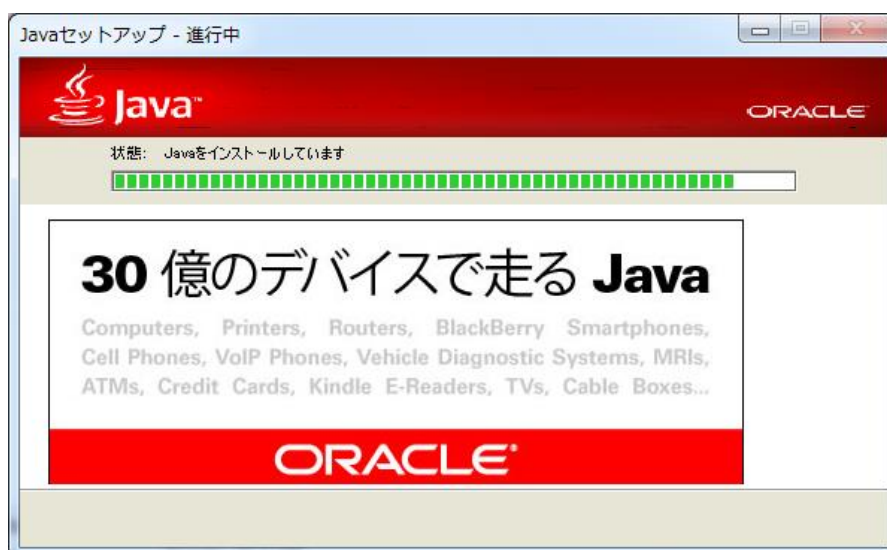 Javaセットアップ - 進行中
Java™
ORACLE
状態: Javaをインストールしています
30 億のデバイスで走る Java
Computers, Printers, Routers, BlackBerry Smartphones,
Cell Phones, VoIP Phones, Vehicle Diagnostic Systems, MRIs,
ATMs, Credit Cards, Kindle E-Readers, TVs, Cable Boxes...
ORACLE®